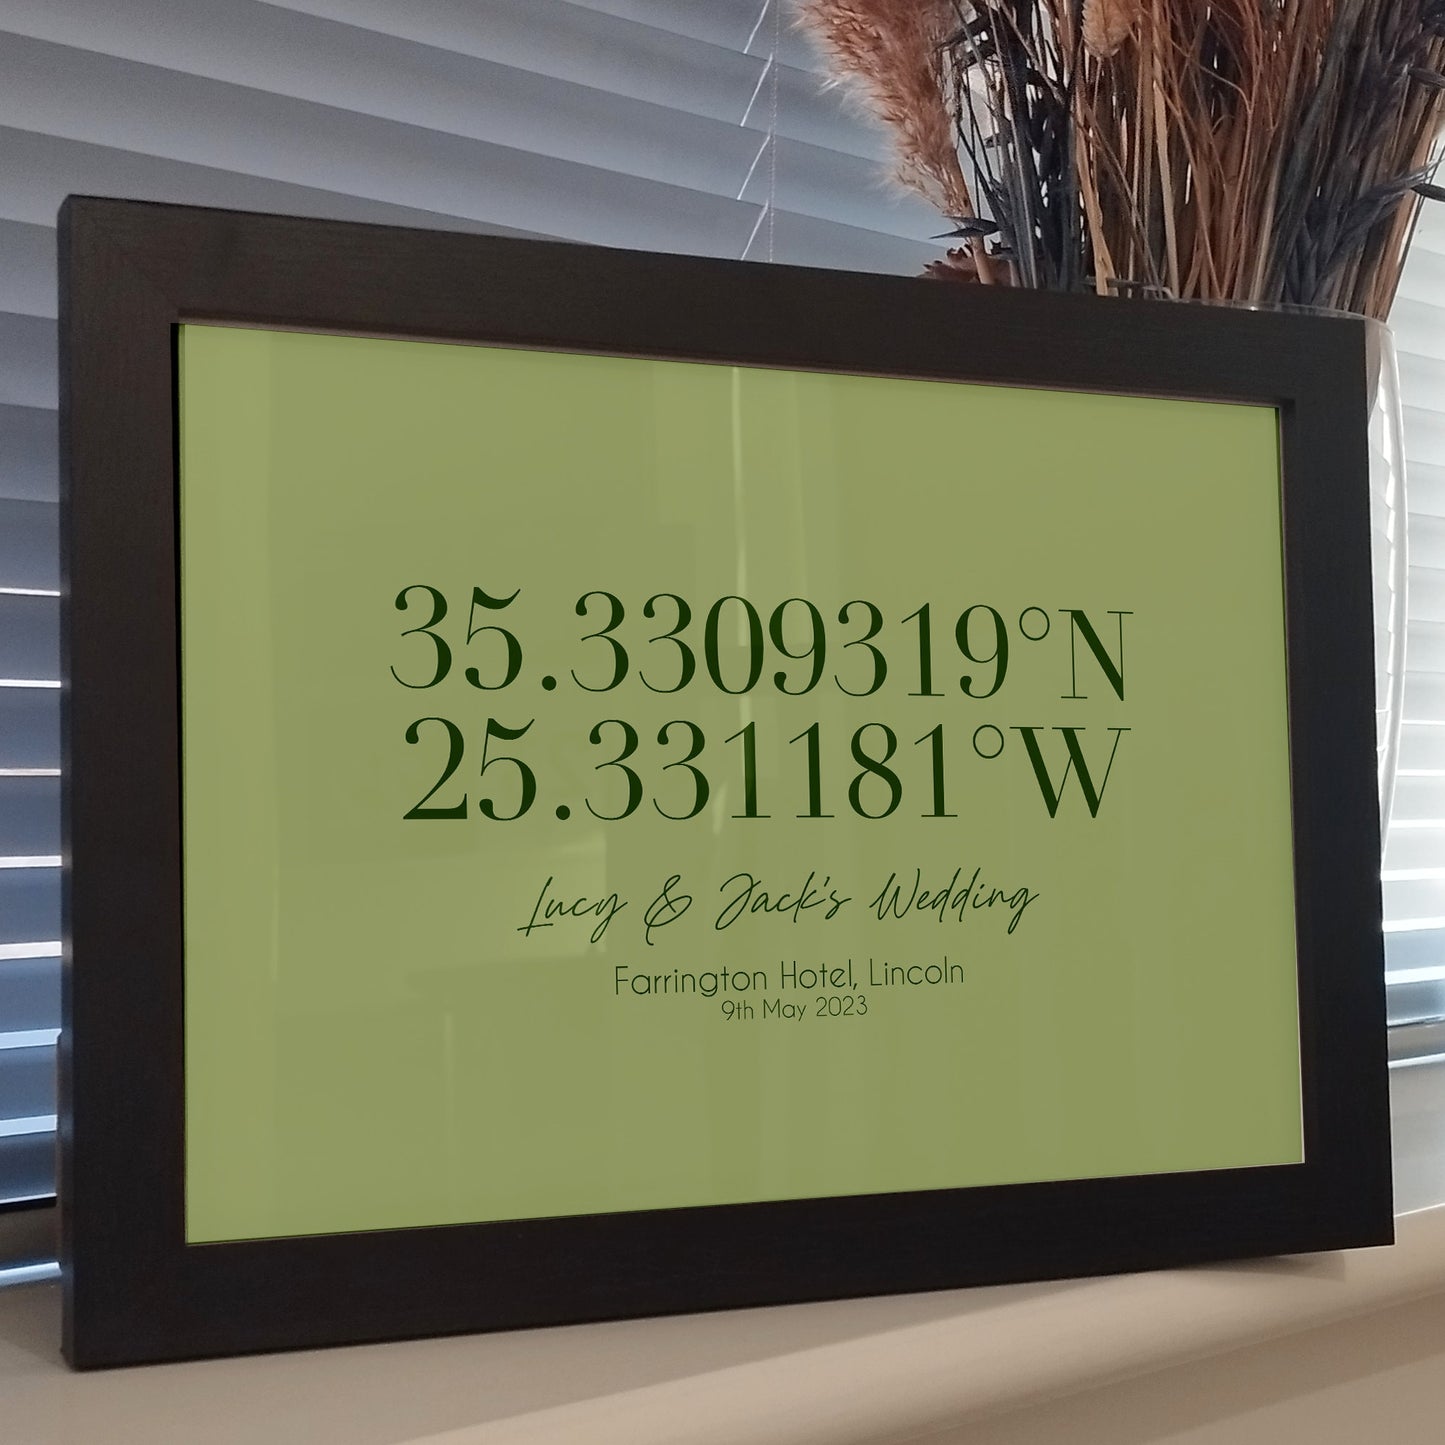 35.3309319°N
25.331181°W
Lucy & Jack's Wedding
Farrington Hotel, Lincoln
9th May 2023